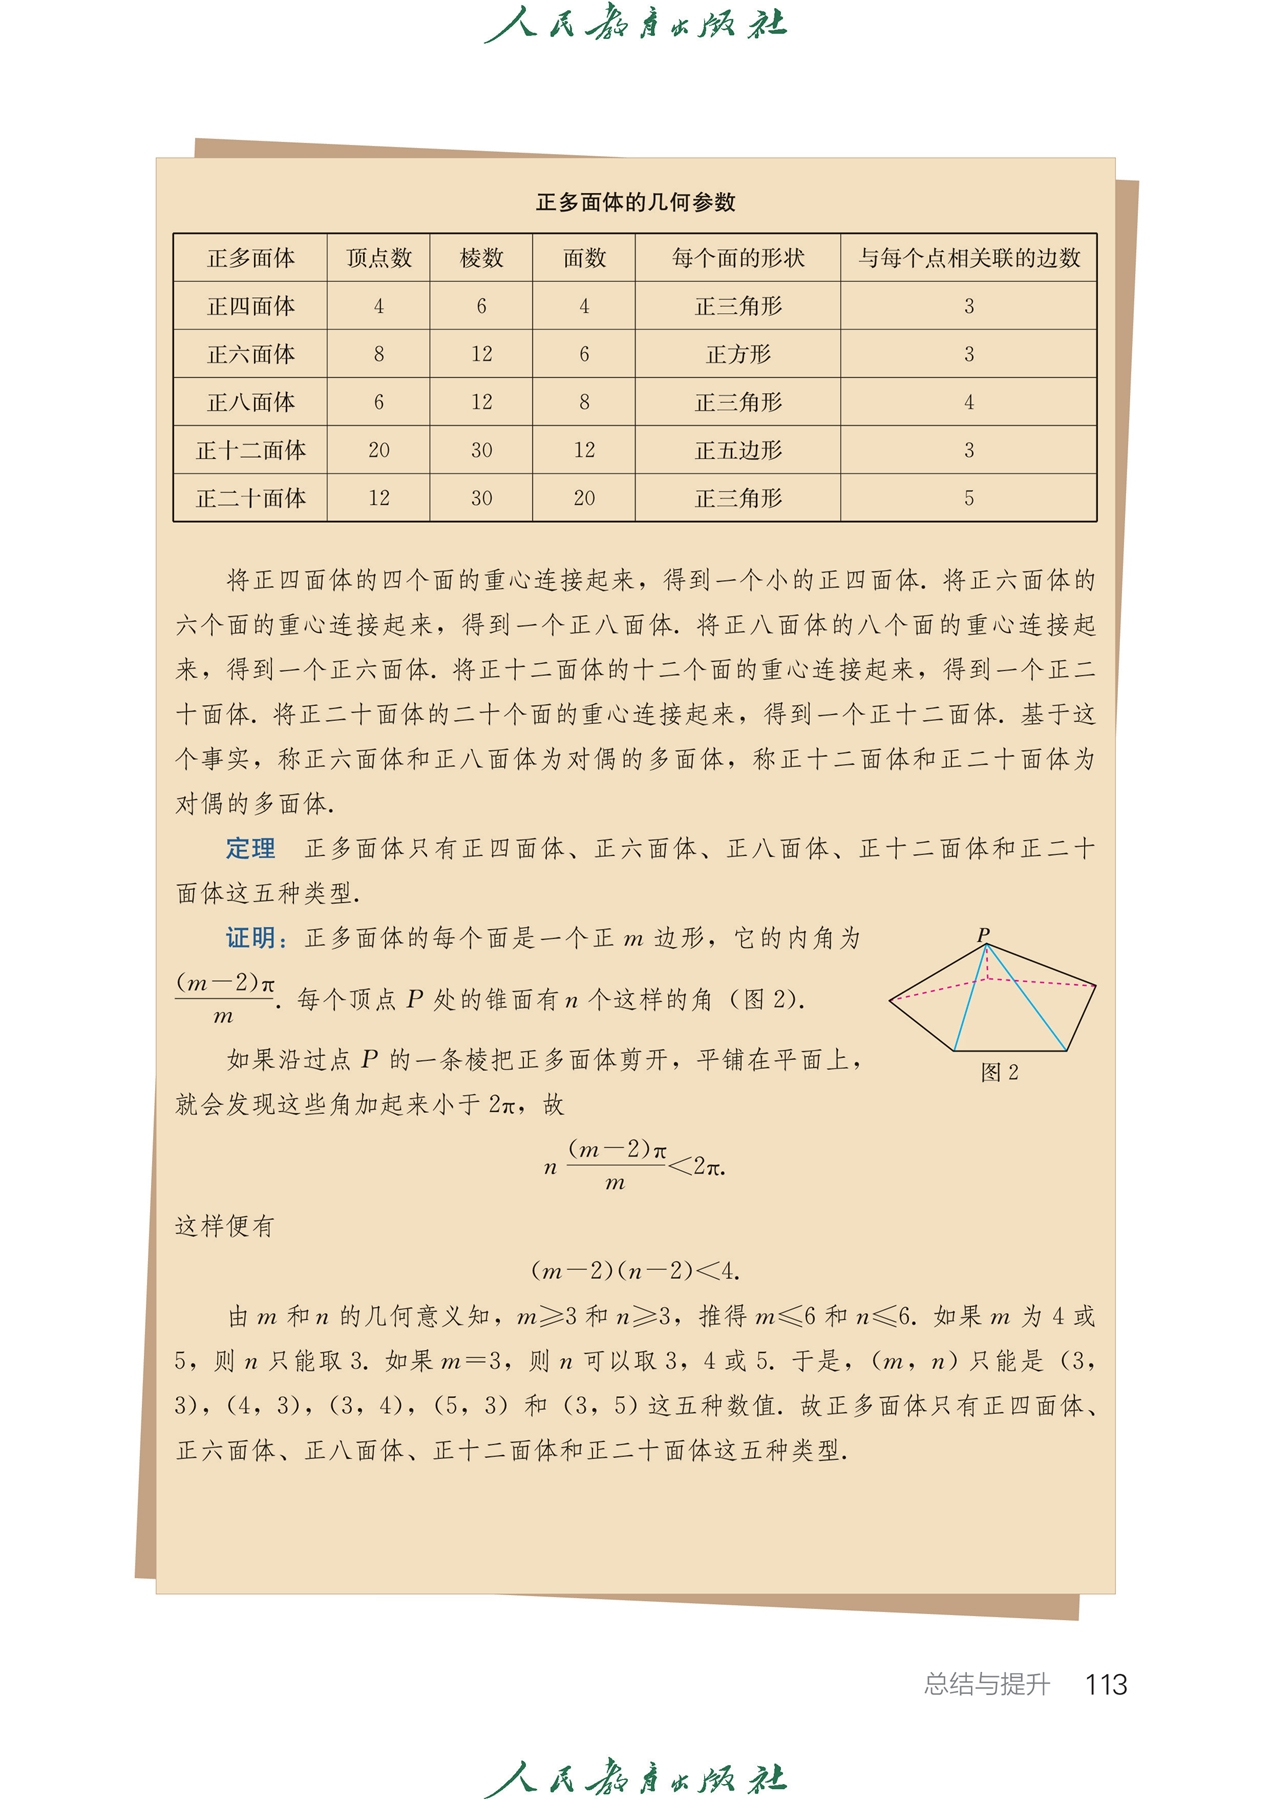 人民教育出版社
正多面体的几何参数
正多面体 顶点数 棱数 面数 每个面的形状 与每个点相关联的边数
正四面体 4 6 4 正三角形 3
正六面体 8 12 6 正方形 3
正八面体 6 12 8 正三角形 4
正十二面体 20 30 12 正五边形 3
正二十面体 12 30 20 正三角形 5
将正四面体的四个面的重心连接起来，得到一个小的正四面体. 将正六面体的
六个面的重心连接起来，得到一个正八面体. 将正八面体的八个面的重心连接起
来，得到一个正六面体. 将正十二面体的十二个面的重心连接起来，得到一个正二
十面体. 将正二十面体的二十个面的重心连接起来，得到一个正十二面体. 基于这
个事实，称正六面体和正八面体为对偶的多面体，称正十二面体和正二十面体为
对偶的多面体.
定理 正多面体只有正四面体、正六面体、正八面体、正十二面体和正二十
面体这五种类型.
证明：正多面体的每个面是一个正 m 边形，它的内角为
(m−2)π/m. 每个顶点 P 处的锥面有 n 个这样的角（图 2）.
如果沿过点 P 的一条棱把正多面体剪开，平铺在平面上，
就会发现这些角加起来小于 2π，故
P
图 2
n (m−2)π/m<2π.
这样便有
(m−2)(n−2)<4.
由 m 和 n 的几何意义知，m⩾3 和 n⩾3，推得 m⩽6 和 n⩽6. 如果 m 为 4 或
5，则 n 只能取 3. 如果 m=3，则 n 可以取 3，4 或 5. 于是，（m，n）只能是（3，
3），（4，3），（3，4），（5，3）和（3，5）这五种数值. 故正多面体只有正四面体、
正六面体、正八面体、正十二面体和正二十面体这五种类型.
总结与提升 113
人民教育出版社